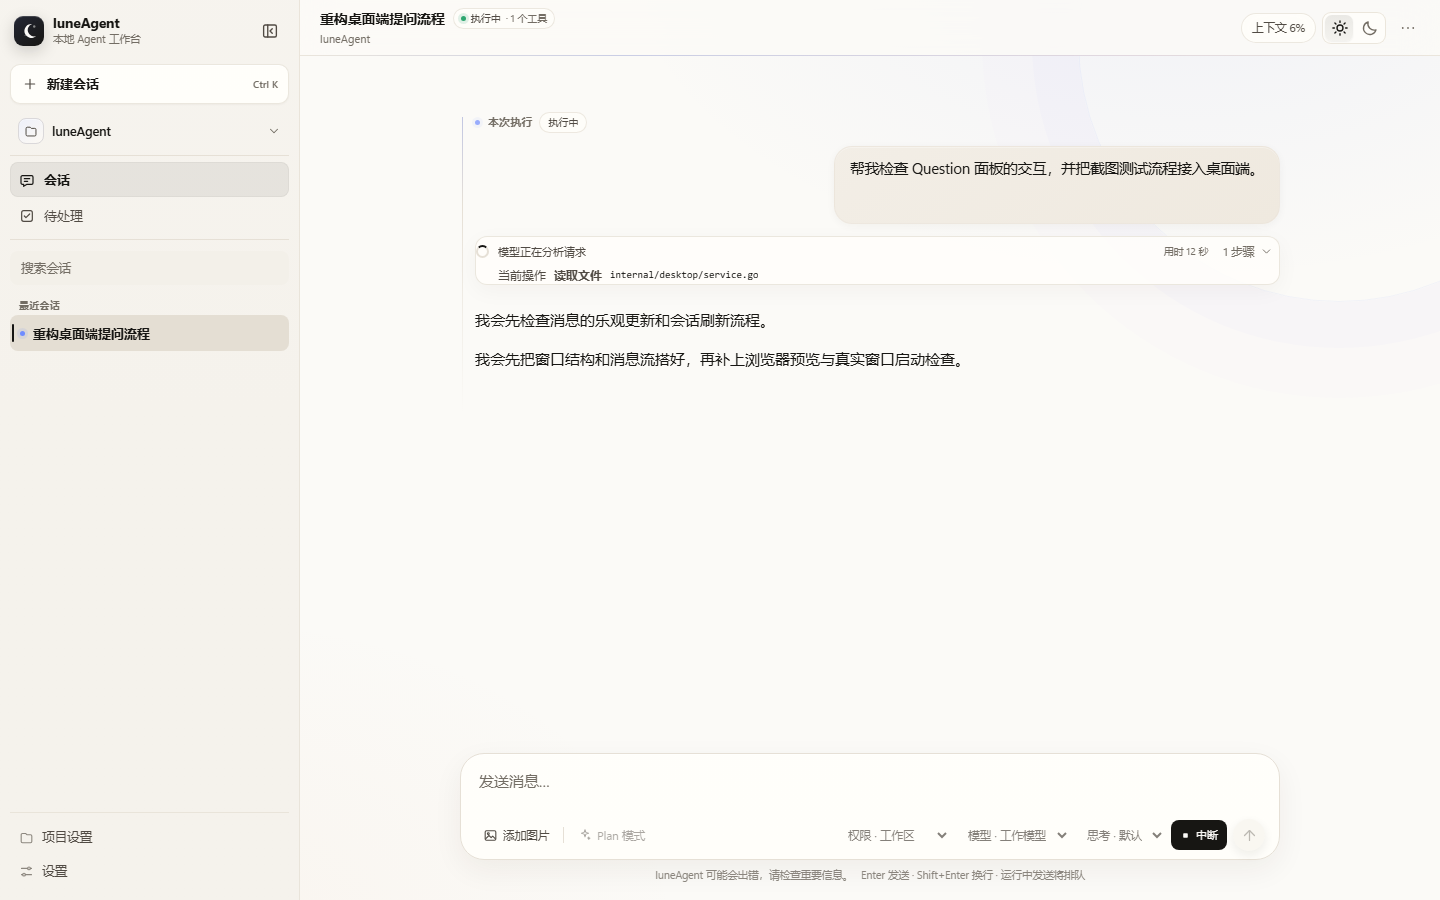 luneAgent
本地 Agent 工作台
新建会话
Ctrl K
luneAgent
会话
待处理
搜索会话
最近会话
重构桌面端提问流程
项目设置
设置
重构桌面端提问流程
执行中 · 1 个工具
luneAgent
上下文 6%
本次执行
执行中
帮我检查 Question 面板的交互，并把截图测试流程接入桌面端。
模型正在分析请求
用时 12 秒
1 步骤
当前操作 读取文件 internal/desktop/service.go
我会先检查消息的乐观更新和会话刷新流程。
我会先把窗口结构和消息流搭好，再补上浏览器预览与真实窗口启动检查。
发送消息...
添加图片
Plan 模式
权限 · 工作区
模型 · 工作模型
思考 · 默认
中断
luneAgent 可能会出错，请检查重要信息。 Enter 发送 · Shift+Enter 换行 · 运行中发送将排队